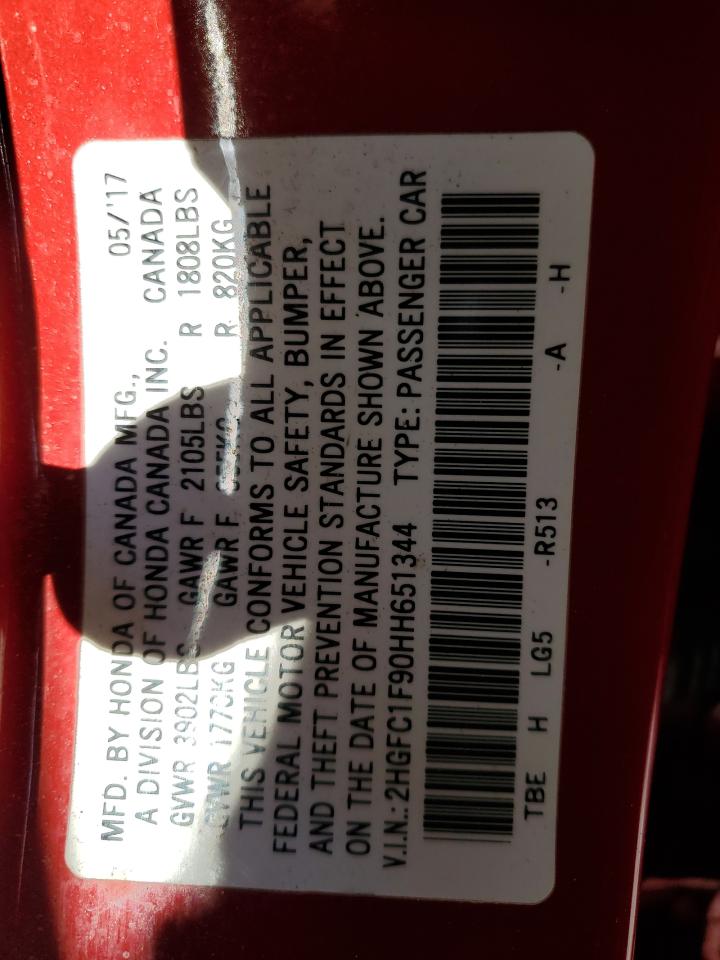 MFD. BY HONDA OF CANADA MFG., 05/'17
A DIVISION OF HONDA CANADA INC. CANADA
GVWR 3902LBS GAWR F 2105LBS R 1808LBS
GVWR GAWR F R 820KG
THIS VEHICLE CONFORMS TO ALL APPLICABLE
FEDERAL MOTOR VEHICLE SAFETY, BUMPER,
AND THEFT PREVENTION STANDARDS IN EFFECT
ON THE DATE OF MANUFACTURE SHOWN ABOVE.
V.I.N.:2HGFC1F90HH651344 TYPE: PASSENGER CAR
TBE H LG5 -R513 -A -H